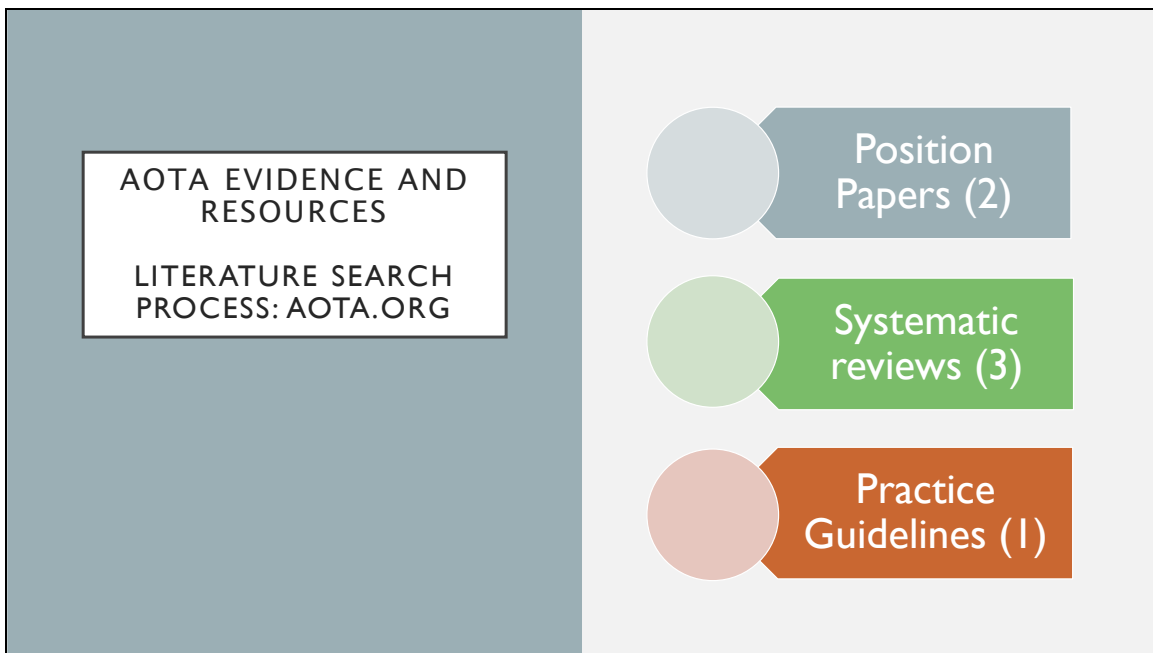 AOTA EVIDENCE AND
RESOURCES
LITERATURE SEARCH
PROCESS: AOTA.ORG
Position
Papers (2)
Systematic
reviews (3)
Practice
Guidelines (1)